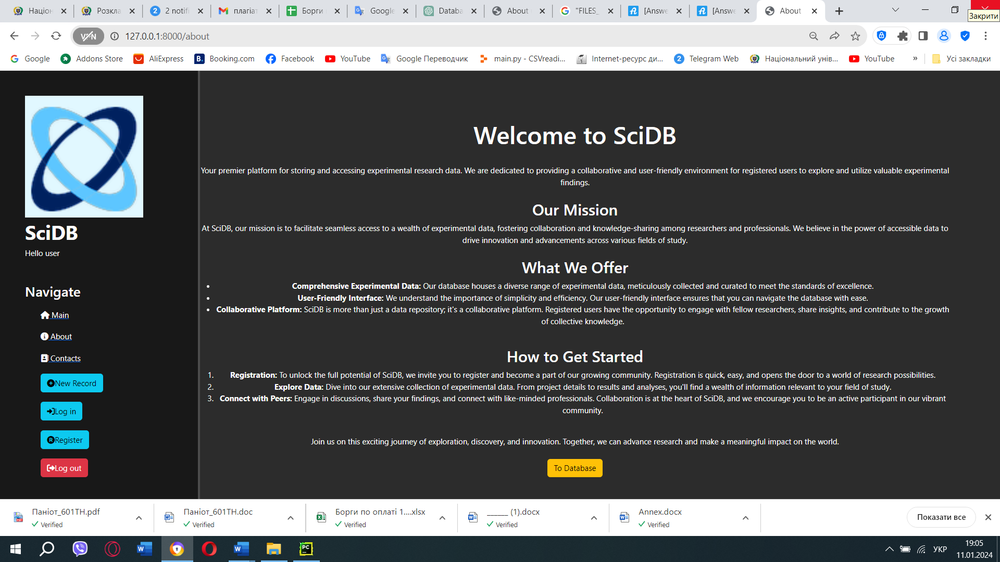 Націон
Розкла
2 notifi
плагіат
Борги
Google
Databa
About
"FILES_
[Answe
[Answe
About
Закрити
VPN
127.0.0.1:8000/about
Google
Addons Store
AliExpress
Booking.com
Facebook
YouTube
Google Переводчик
main.py - CSVreadi...
Internet-ресурс ди...
Telegram Web
Національний унів...
YouTube
»
Усі закладки
SciDB
Hello user
Navigate
Main
About
Contacts
New Record
Log in
Register
Log out
Welcome to SciDB
Your premier platform for storing and accessing experimental research data. We are dedicated to providing a collaborative and user-friendly environment for registered users to explore and utilize valuable experimental
findings.
Our Mission
At SciDB, our mission is to facilitate seamless access to a wealth of experimental data, fostering collaboration and knowledge-sharing among researchers and professionals. We believe in the power of accessible data to
drive innovation and advancements across various fields of study.
What We Offer
• Comprehensive Experimental Data: Our database houses a diverse range of experimental data, meticulously collected and curated to meet the standards of excellence.
• User-Friendly Interface: We understand the importance of simplicity and efficiency. Our user-friendly interface ensures that you can navigate the database with ease.
• Collaborative Platform: SciDB is more than just a data repository; it's a collaborative platform. Registered users have the opportunity to engage with fellow researchers, share insights, and contribute to the growth
of collective knowledge.
How to Get Started
1. Registration: To unlock the full potential of SciDB, we invite you to register and become a part of our growing community. Registration is quick, easy, and opens the door to a world of research possibilities.
2. Explore Data: Dive into our extensive collection of experimental data. From project details to results and analyses, you'll find a wealth of information relevant to your field of study.
3. Connect with Peers: Engage in discussions, share your findings, and connect with like-minded professionals. Collaboration is at the heart of SciDB, and we encourage you to be an active participant in our vibrant
community.
Join us on this exciting journey of exploration, discovery, and innovation. Together, we can advance research and make a meaningful impact on the world.
To Database
Паніот_601ТН.pdf
Verified
Паніот_601ТН.doc
Verified
Борги по оплаті 1....xlsx
Verified
______ (1).docx
Verified
Annex.docx
Verified
Показати все
УКР
19:05
11.01.2024